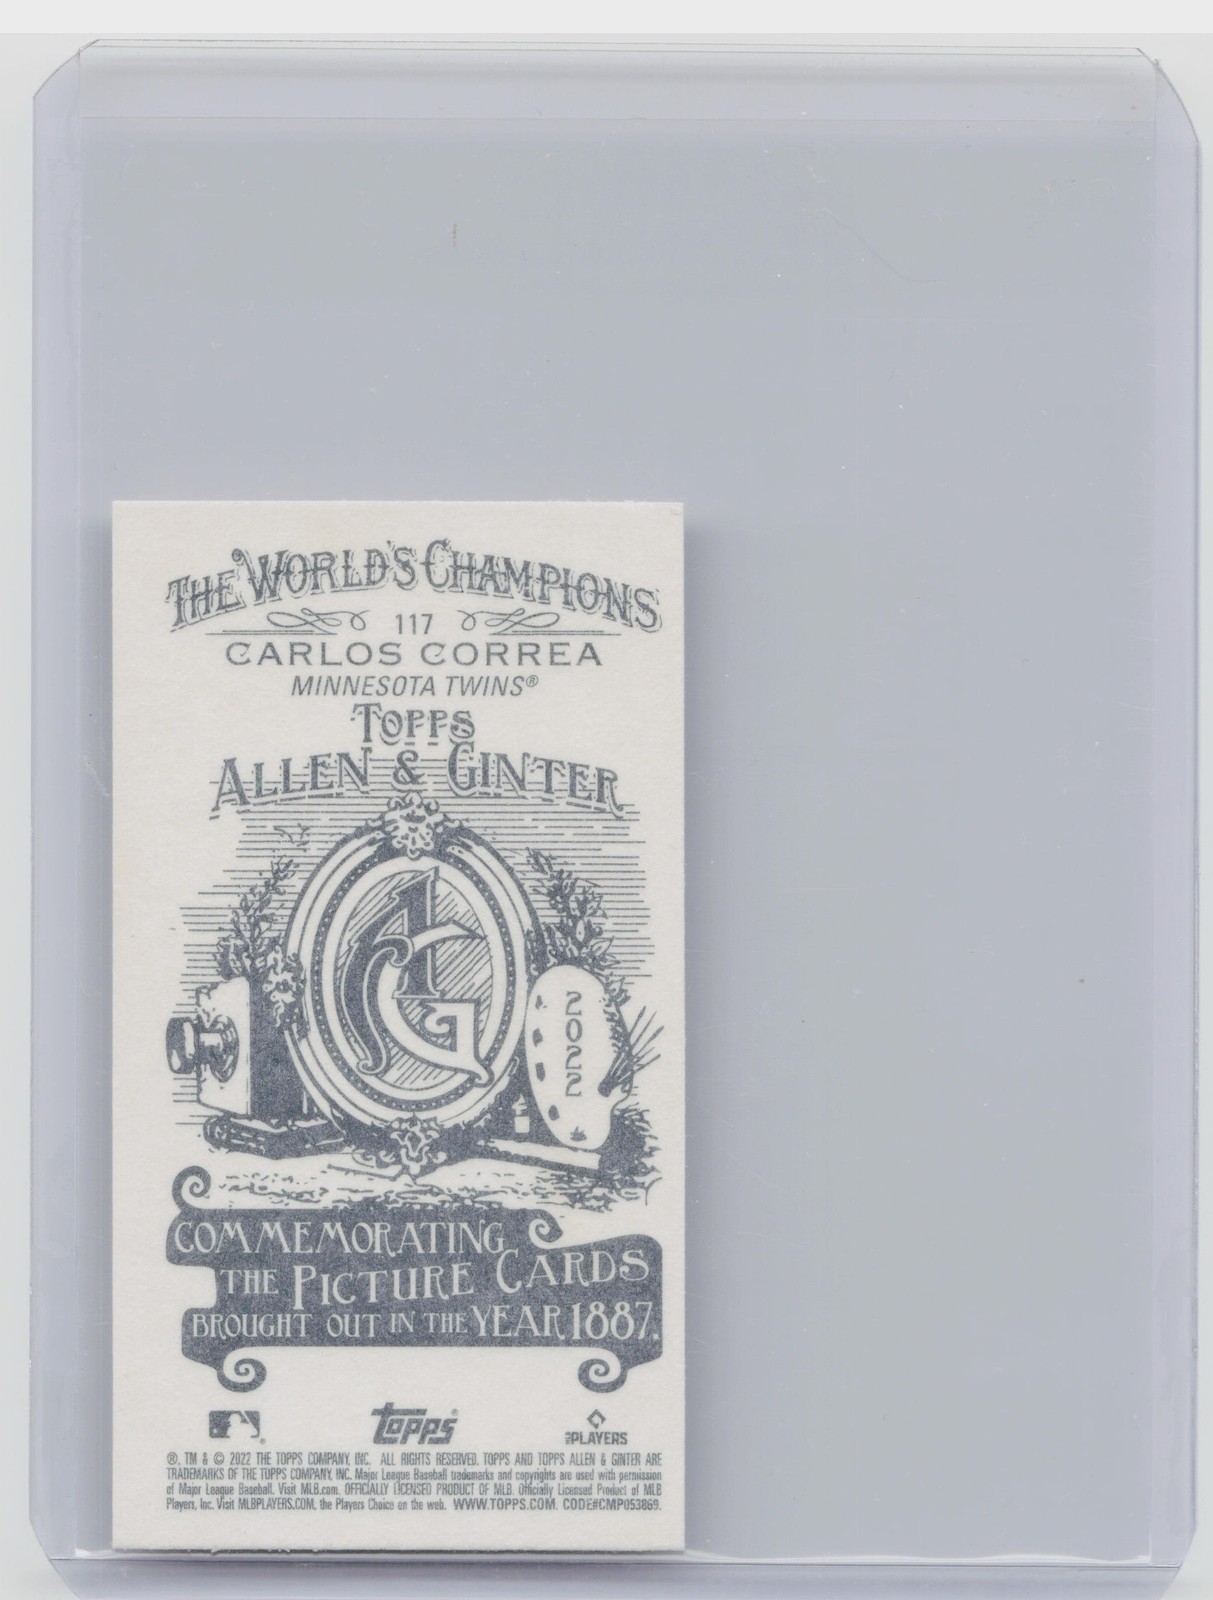 THE WORLD'S CHAMPIONS
117
CARLOS CORREA
MINNESOTA TWINS®
TOPPS
ALLEN & GINTER
AG
2022
COMMEMORATING
THE PICTURE CARDS
BROUGHT OUT IN THE YEAR 1887.
topps
MLB PLAYERS
®, TM & © 2022 THE TOPPS COMPANY, INC. ALL RIGHTS RESERVED. TOPPS AND TOPPS ALLEN & GINTER ARE
TRADEMARKS OF THE TOPPS COMPANY, INC. Major League Baseball trademarks and copyrights are used with permission
of Major League Baseball. Visit MLB.com. OFFICIALLY LICENSED PRODUCT OF MLB. Officially Licensed Product of MLB
Players, Inc. Visit MLBPLAYERS.COM, the Players Choice on the web. WWW.TOPPS.COM. CODE#CMP053869.